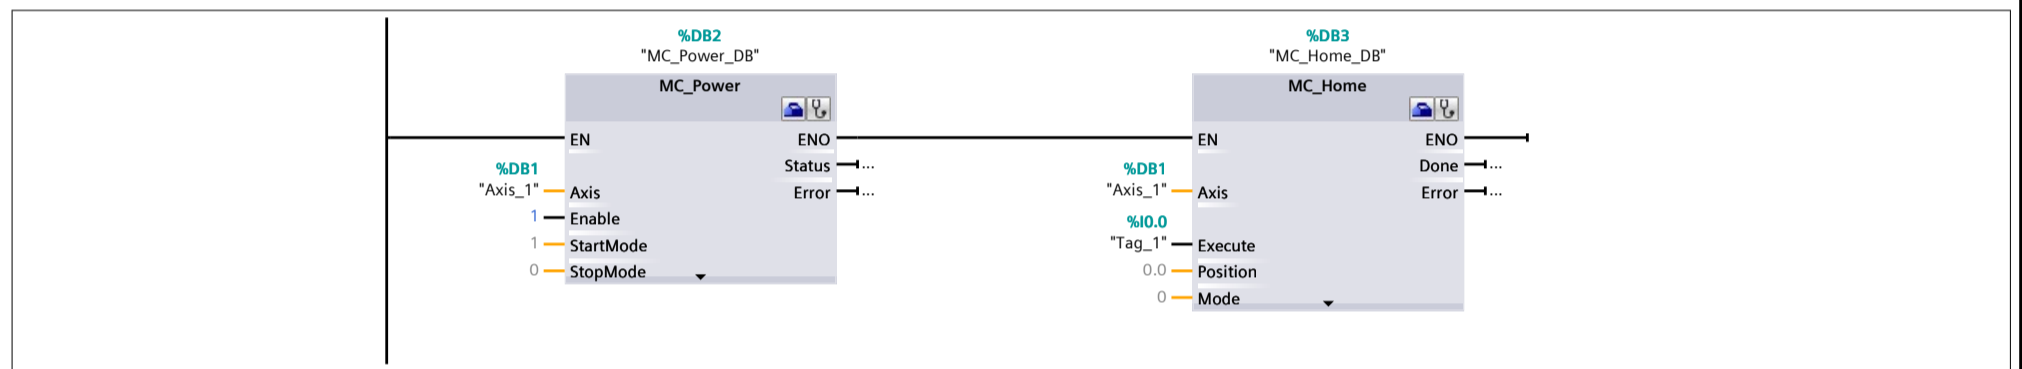 %DB2
"MC_Power_DB"
MC_Power
EN
ENO
Status
...
%DB1
"Axis_1"
Axis
Error
...
1
Enable
1
StartMode
0
StopMode
%DB3
"MC_Home_DB"
MC_Home
EN
ENO
Done
...
%DB1
"Axis_1"
Axis
Error
...
%I0.0
"Tag_1"
Execute
0.0
Position
0
Mode